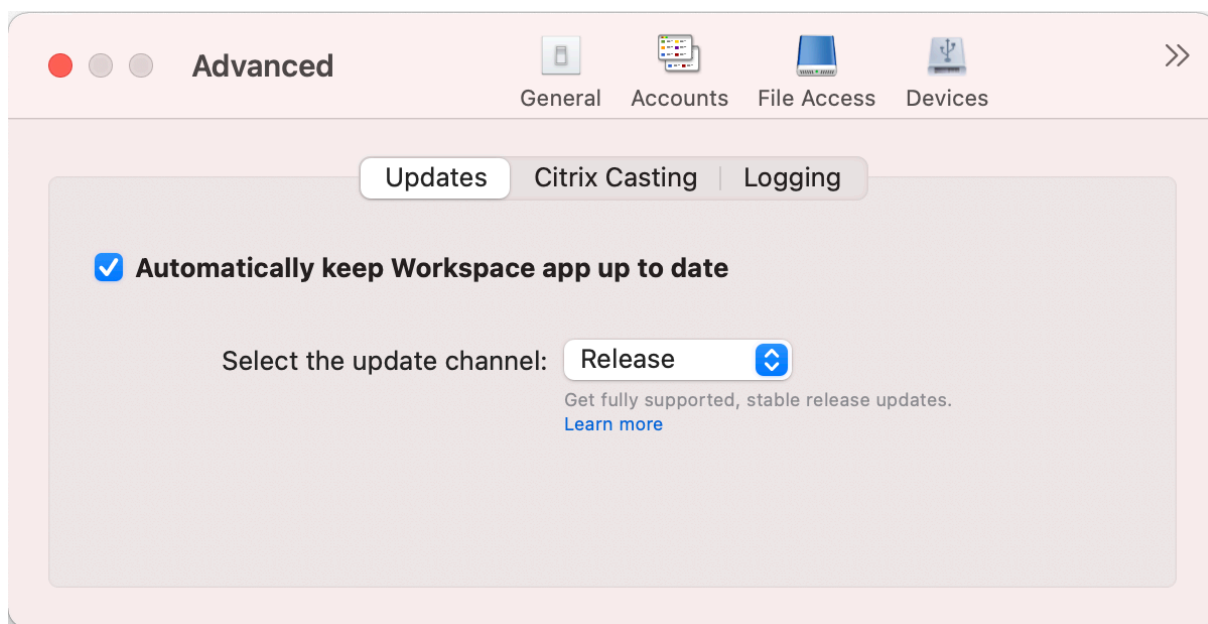 Advanced
General Accounts File Access Devices
Updates Citrix Casting Logging
Automatically keep Workspace app up to date
Select the update channel: Release
Get fully supported, stable release updates.
Learn more